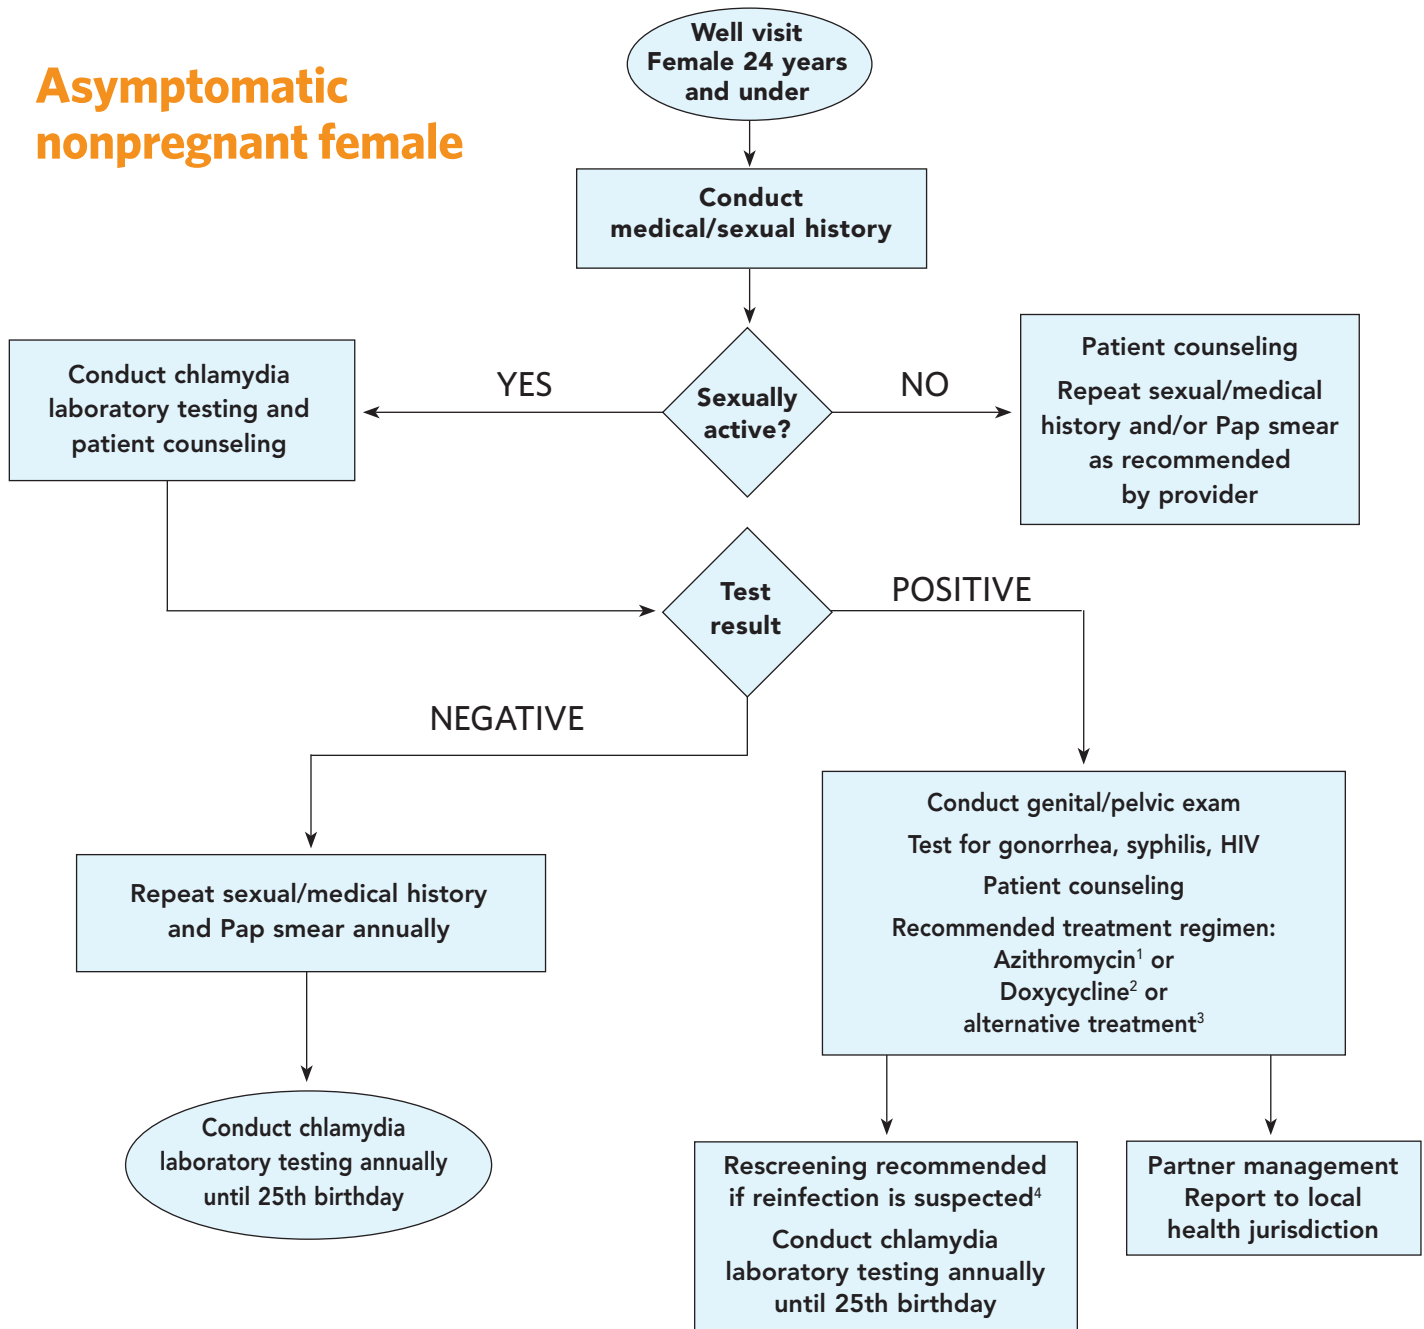 Asymptomatic
nonpregnant female
Well visit
Female 24 years
and under
Conduct
medical/sexual history
Sexually
active?
YES
NO
Conduct chlamydia
laboratory testing and
patient counseling
Patient counseling
Repeat sexual/medical
history and/or Pap smear
as recommended
by provider
Test
result
POSITIVE
NEGATIVE
Repeat sexual/medical history
and Pap smear annually
Conduct chlamydia
laboratory testing annually
until 25th birthday
Conduct genital/pelvic exam
Test for gonorrhea, syphilis, HIV
Patient counseling
Recommended treatment regimen:
Azithromycin¹ or
Doxycycline² or
alternative treatment³
Rescreening recommended
if reinfection is suspected⁴
Conduct chlamydia
laboratory testing annually
until 25th birthday
Partner management
Report to local
health jurisdiction